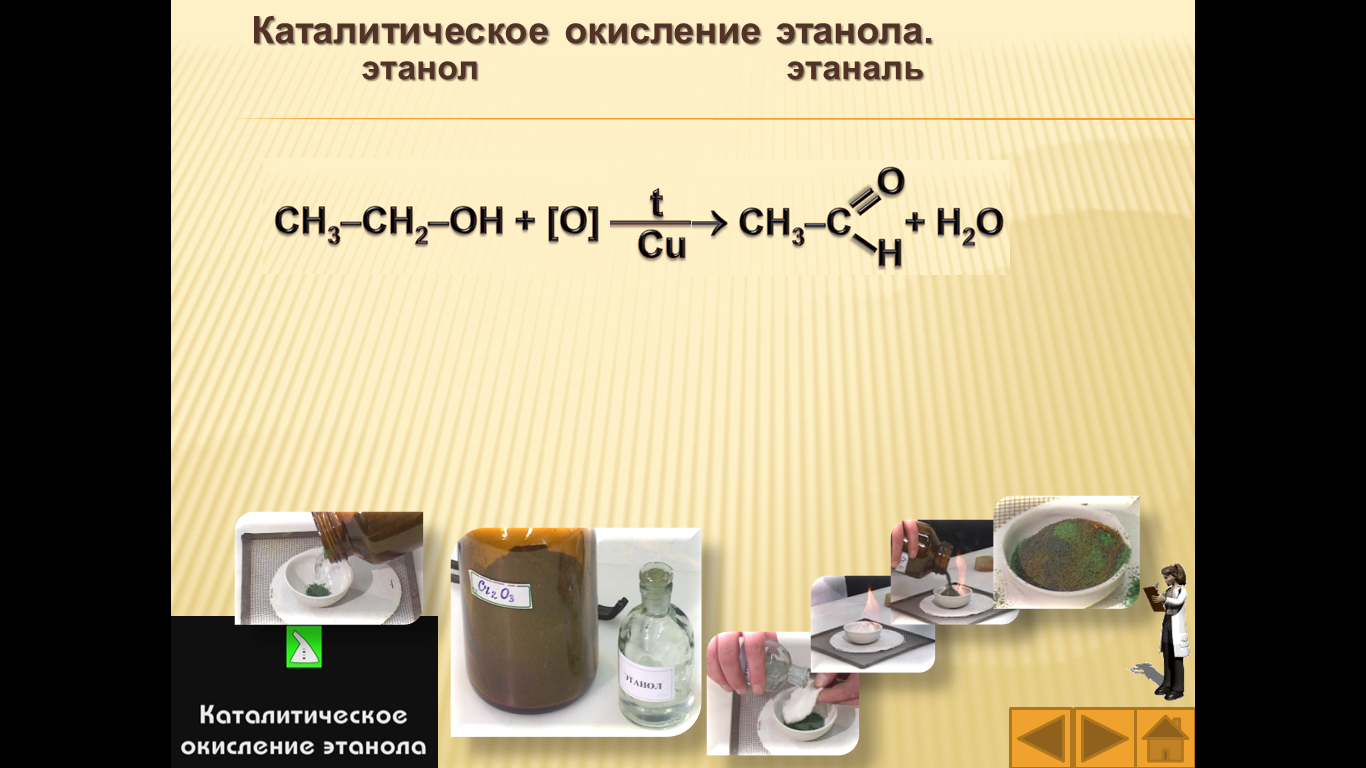 Каталитическое окисление этанола.
этанол этаналь
O
t
CH₃–CH₂–OH + [O] → CH₃–C + H₂O
Cu
H
Cr₂O₃
ЭТАНОЛ
Каталитическое
окисление этанола